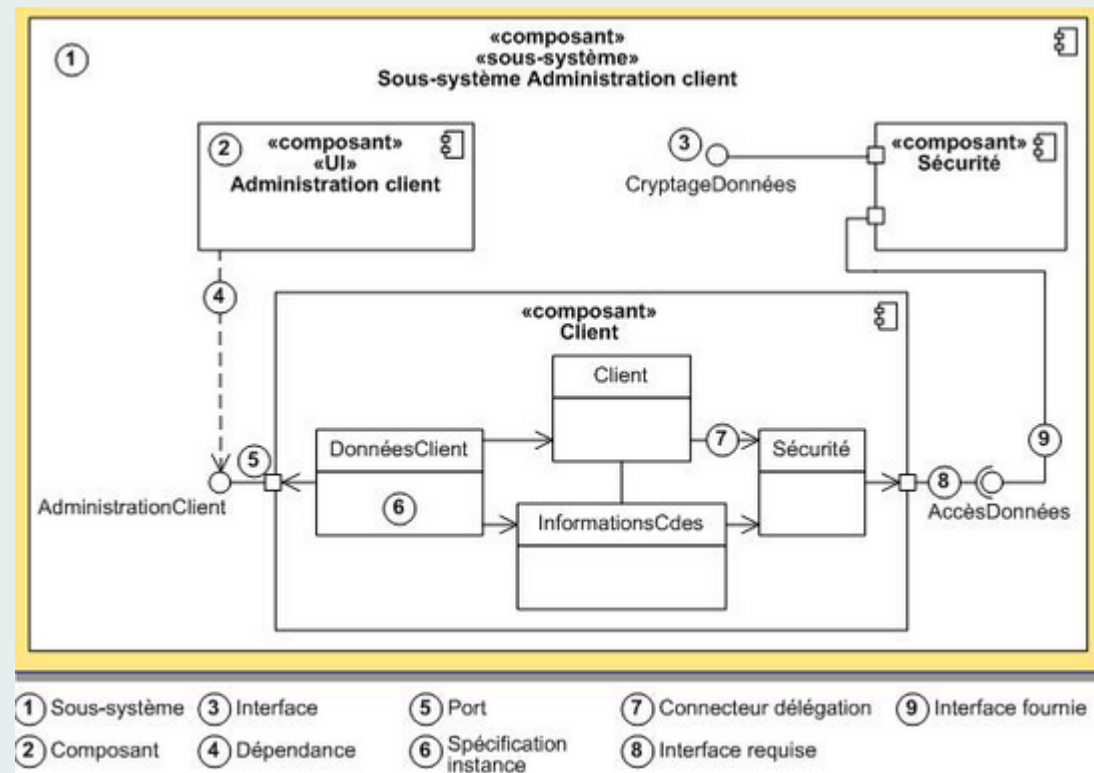 «composant»
«sous-système»
Sous-système Administration client
1
2
«composant»
«UI»
Administration client
3
CryptageDonnées
«composant»
Sécurité
4
«composant»
Client
Client
7
9
5
DonnéesClient
Sécurité
8
AdministrationClient
6
InformationsCdes
AccèsDonnées
1 Sous-système
3 Interface
5 Port
7 Connecteur délégation
9 Interface fournie
2 Composant
4 Dépendance
6 Spécification
instance
8 Interface requise